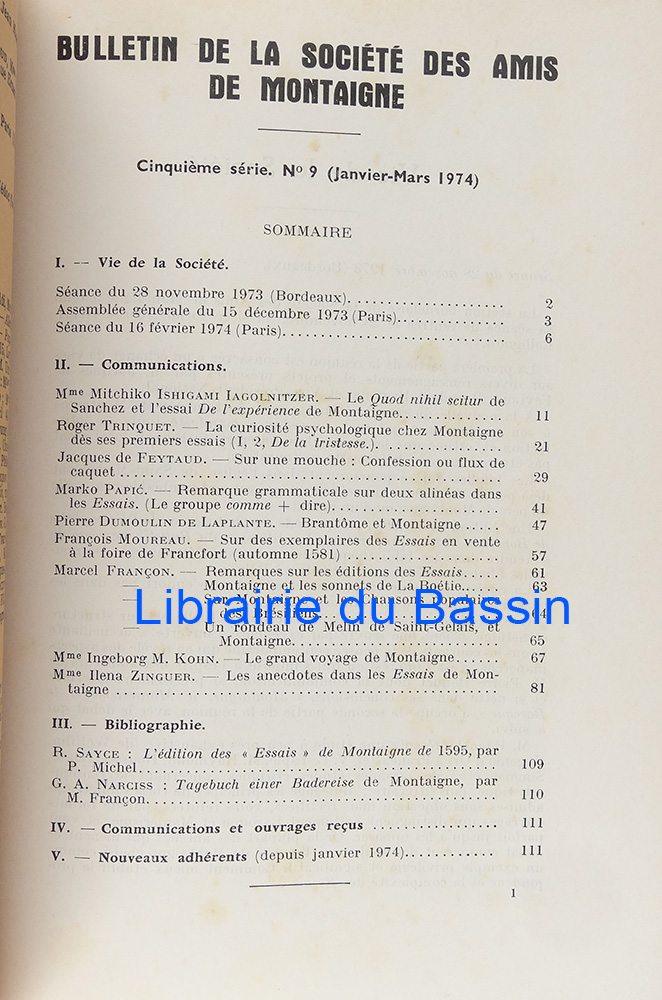 BULLETIN DE LA SOCIÉTÉ DES AMIS
DE MONTAIGNE
Cinquième série. Nº 9 (Janvier-Mars 1974)
SOMMAIRE
I. — Vie de la Société.
Séance du 28 novembre 1973 (Bordeaux). 2
Assemblée générale du 15 décembre 1973 (Paris). 3
Séance du 16 février 1974 (Paris). 6
II. — Communications.
Mme Mitchiko ISHIGAMI IAGOLNITZER. — Le Quod nihil scitur de
Sanchez et l'essai De l'expérience de Montaigne. 11
Roger TRINQUET. — La curiosité psychologique chez Montaigne
dès ses premiers essais (I, 2, De la tristesse.). 21
Jacques de FEYTAUD. — Sur une mouche : Confession ou flux de
caquet 29
Marko PAPIĆ. — Remarque grammaticale sur deux alinéas dans
les Essais. (Le groupe comme + dire). 41
Pierre DUMOULIN DE LAPLANTE. — Brantôme et Montaigne 47
François MOUREAU. — Sur des exemplaires des Essais en vente
à la foire de Francfort (automne 1581) 57
Marcel FRANÇON. — Remarques sur les éditions des Essais. 61
— Montaigne et les sonnets de La Boétie. 63
— Sur Montaigne et les Chansons populaires
des Brésiliens. 64
— Un rondeau de Melin de Saint-Gelais, et
Montaigne. 65
Mme Ingeborg M. KOHN. — Le grand voyage de Montaigne. 67
Mme Ilena ZINGUER. — Les anecdotes dans les Essais de Mon-
taigne 81
III. — Bibliographie.
R. SAYCE : L'édition des « Essais » de Montaigne de 1595, par
P. Michel. 109
G. A. NARCISS : Tagebuch einer Badereise de Montaigne, par
M. Françon. 110
IV. — Communications et ouvrages reçus 111
V. — Nouveaux adhérents (depuis janvier 1974). 111
1
Librairie du Bassin